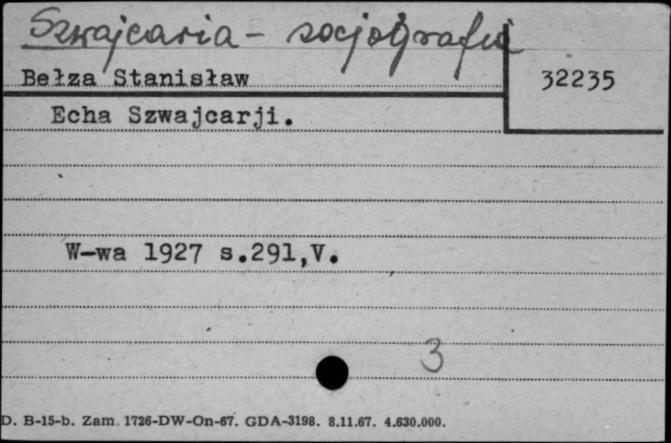 Szwajcaria - socjografia
Bełza Stanisław
32235
Echa Szwajcarji.
W-wa 1927 s.291,V.
3
D. B-15-b. Zam. 1726-DW-On-67. GDA-3198. 8.11.67. 4.630.000.